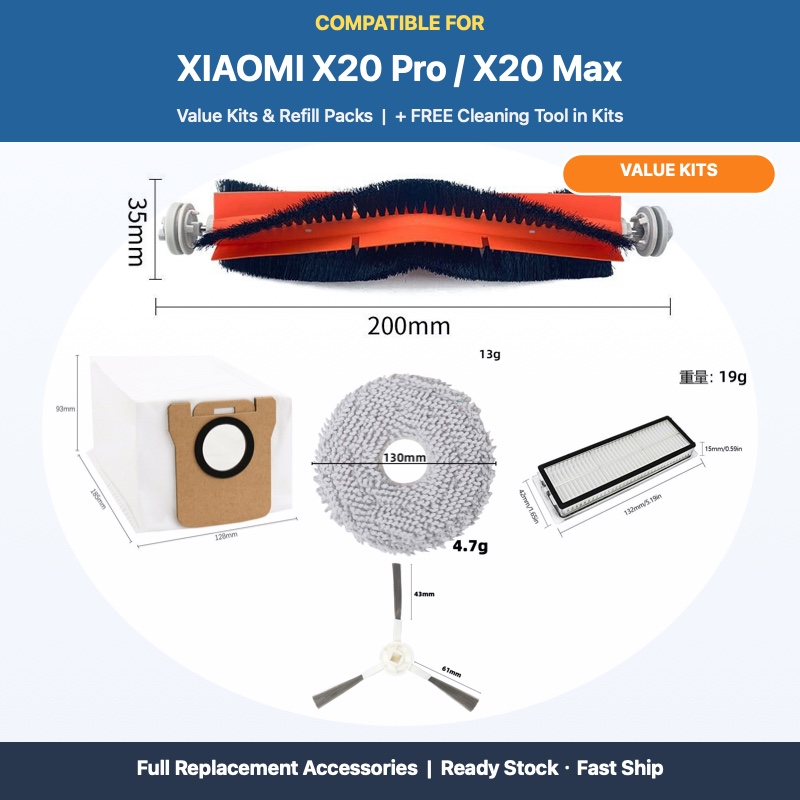 COMPATIBLE FOR
XIAOMI X20 Pro / X20 Max
Value Kits & Refill Packs | + FREE Cleaning Tool in Kits
VALUE KITS
35mm
200mm
13g
重量: 19g
93mm
185mm
128mm
130mm
4.7g
15mm/0.59in
42mm/1.65in
132mm/5.19in
43mm
61mm
Full Replacement Accessories | Ready Stock · Fast Ship